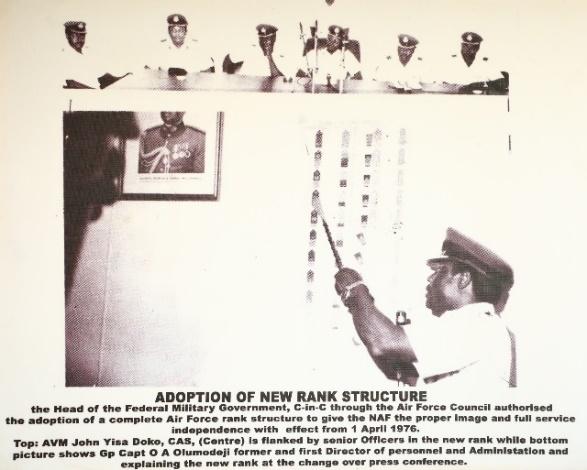 ADOPTION OF NEW RANK STRUCTURE
the Head of the Federal Military Government, C-in-C through the Air Force Council authorised
the adoption of a complete Air Force rank structure to give the NAF the proper image and full service
independence with effect from 1 April 1976.
Top: AVM John Yisa Doko, CAS, (Centre) is flanked by senior Officers in the new rank while bottom
picture shows Gp Capt O A Olumodeji former and first Director of personnel and Administation and
explaining the new rank at the change over press conference.